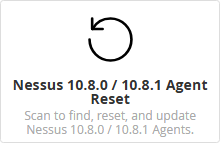 Nessus 10.8.0 / 10.8.1 Agent
Reset
Scan to find, reset, and update
Nessus 10.8.0 / 10.8.1 Agents.